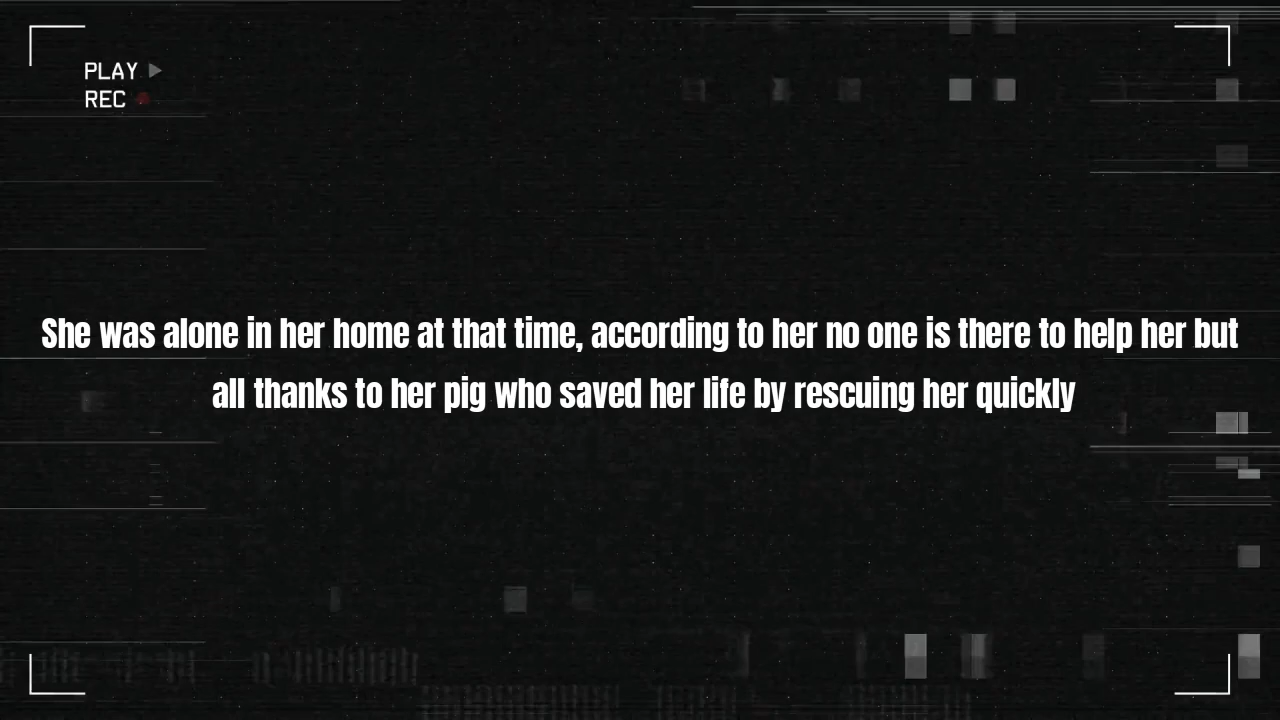 PLAY
REC
She was alone in her home at that time, according to her no one is there to help her but
all thanks to her pig who saved her life by rescuing her quickly